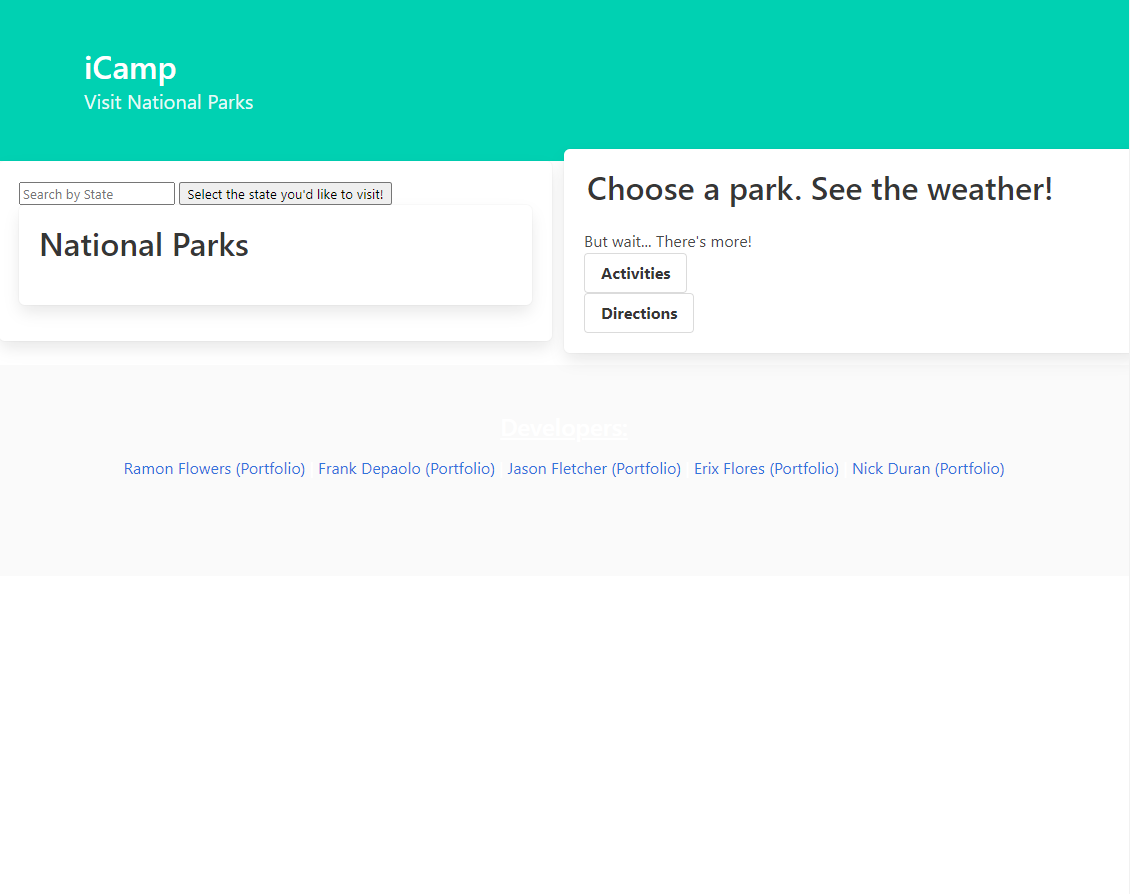 iCamp
Visit National Parks
Search by State
Select the state you'd like to visit!
National Parks
Choose a park. See the weather!
But wait... There's more!
Activities
Directions
Developers:
Ramon Flowers (Portfolio) Frank Depaolo (Portfolio) Jason Fletcher (Portfolio) Erix Flores (Portfolio) Nick Duran (Portfolio)